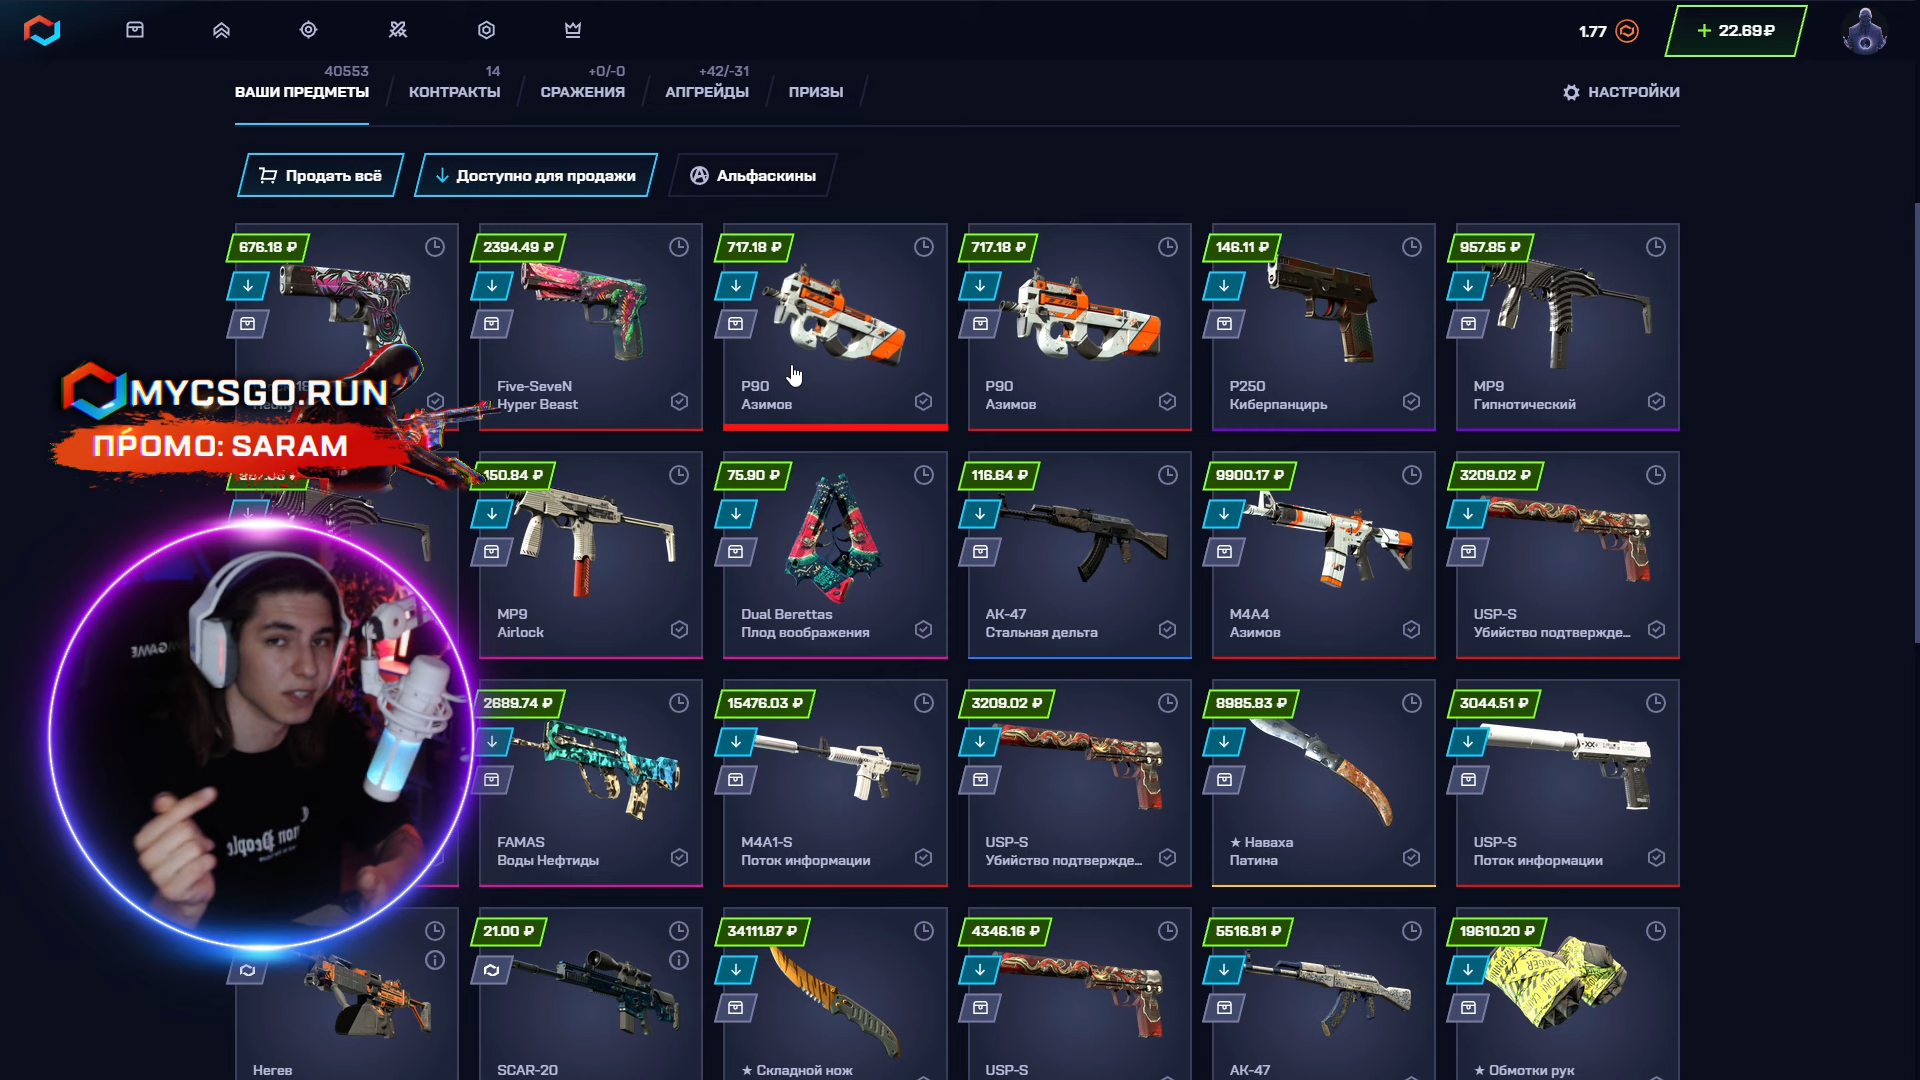 1.77
+ 22.69₽
40553
14
+0/-0
+42/-31
ВАШИ ПРЕДМЕТЫ
КОНТРАКТЫ
СРАЖЕНИЯ
АПГРЕЙДЫ
ПРИЗЫ
НАСТРОЙКИ
Продать всё
Доступно для продажи
Альфаскины
676.18 ₽
2394.49 ₽
717.18 ₽
717.18 ₽
146.11 ₽
957.85 ₽
Five-SeveN
Hyper Beast
P90
Азимов
P90
Азимов
P250
Киберпанцирь
MP9
Гипнотический
MYCSGO.RUN
ПРОМО: SARAM
150.84 ₽
75.90 ₽
116.64 ₽
9900.17 ₽
3209.02 ₽
MP9
Airlock
Dual Berettas
Плод воображения
AK-47
Стальная дельта
M4A4
Азимов
USP-S
Убийство подтвержде...
2689.74 ₽
15476.03 ₽
3209.02 ₽
8985.83 ₽
3044.51 ₽
FAMAS
Воды Нефтиды
M4A1-S
Поток информации
USP-S
Убийство подтвержде...
★ Наваха
Патина
USP-S
Поток информации
21.00 ₽
34111.87 ₽
4346.16 ₽
5516.81 ₽
19610.20 ₽
Негев
SCAR-20
★ Складной нож
USP-S
AK-47
★ Обмотки рук